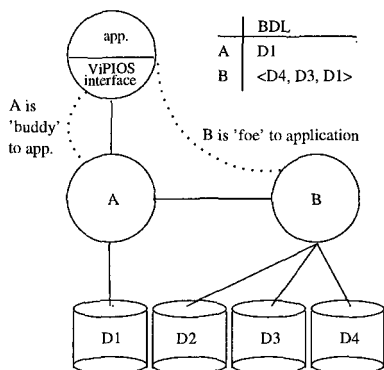 app.
ViPIOS
interface
BDL
A D1
B <D4, D3, D1>
A is
'buddy'
to app.
B is 'foe' to application
A
B
D1 D2 D3 D4